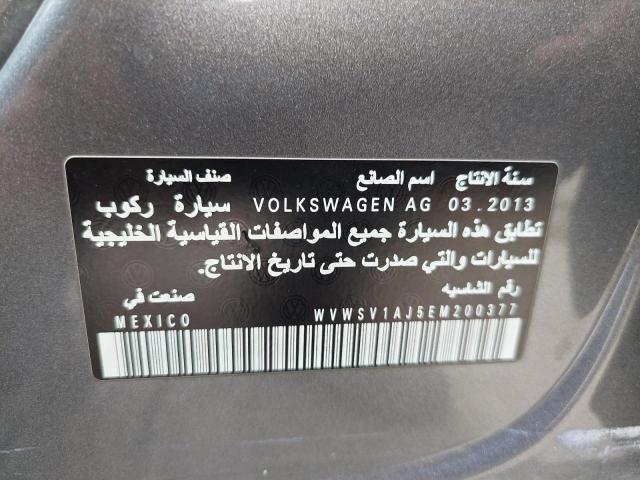 سنة الانتاج اسم الصانع صنف السيارة
03.2013 VOLKSWAGEN AG سيارة ركوب
تطابق هذه السيارة جميع المواصفات القياسية الخليجية
للسيارات والتي صدرت حتى تاريخ الانتاج.
رقم الشاسيه صنعت في
WVWSV1AJ5EM200377 MEXICO